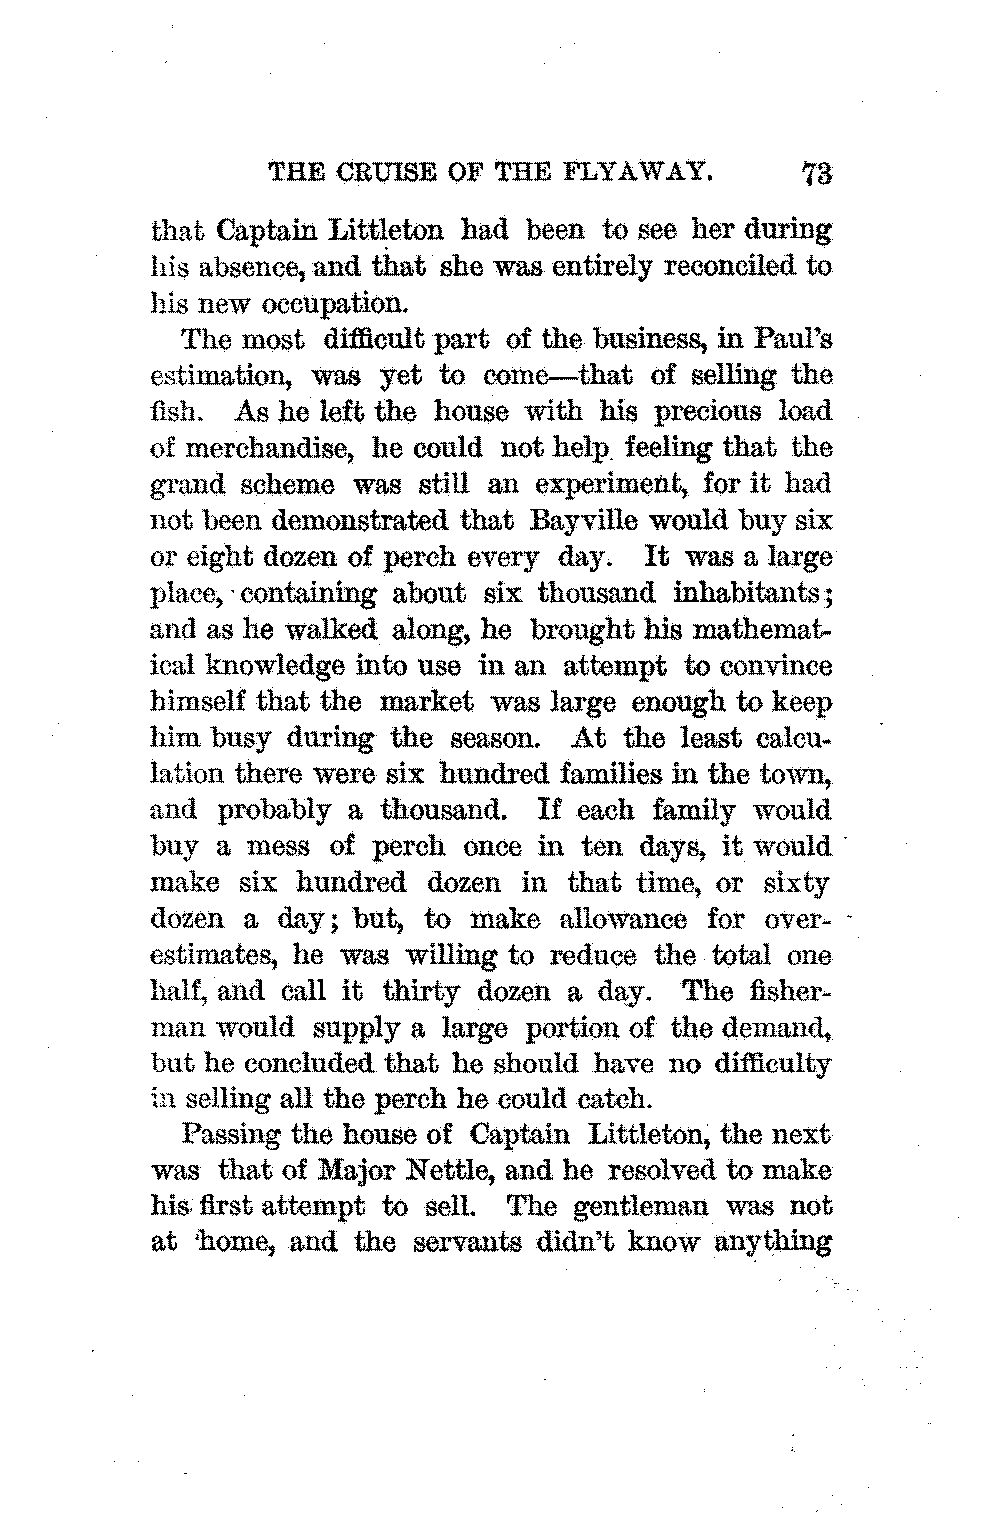 THE CRUISE OF THE FLYAWAY. 73
that Captain Littleton had been to see her during
his absence, and that she was entirely reconciled to
his new occupation.
The most difficult part of the business, in Paul's
estimation, was yet to come—that of selling the
fish. As he left the house with his precious load
of merchandise, he could not help feeling that the
grand scheme was still an experiment, for it had
not been demonstrated that Bayville would buy six
or eight dozen of perch every day. It was a large
place, containing about six thousand inhabitants;
and as he walked along, he brought his mathemat-
ical knowledge into use in an attempt to convince
himself that the market was large enough to keep
him busy during the season. At the least calcu-
lation there were six hundred families in the town,
and probably a thousand. If each family would
buy a mess of perch once in ten days, it would
make six hundred dozen in that time, or sixty
dozen a day; but, to make allowance for over-
estimates, he was willing to reduce the total one
half, and call it thirty dozen a day. The fisher-
man would supply a large portion of the demand,
but he concluded that he should have no difficulty
in selling all the perch he could catch.
Passing the house of Captain Littleton, the next
was that of Major Nettle, and he resolved to make
his first attempt to sell. The gentleman was not
at home, and the servants didn't know anything